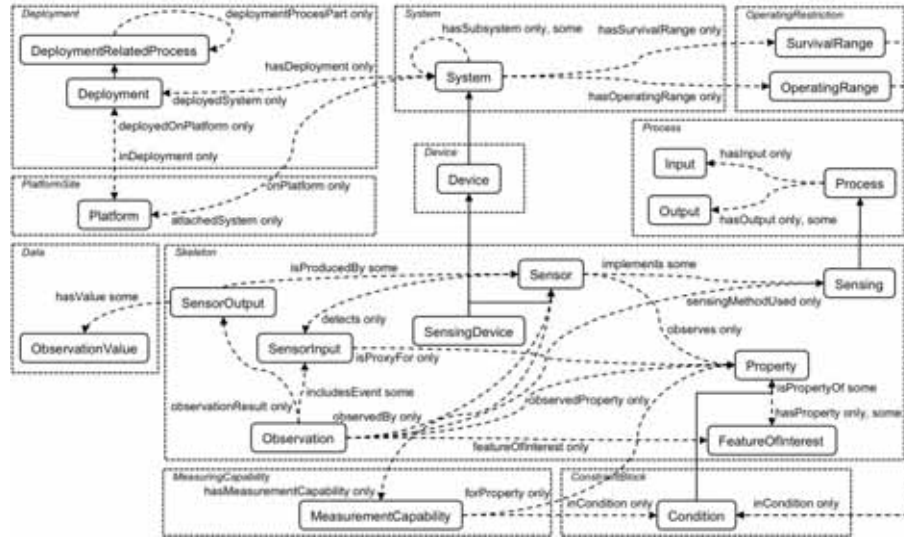 Deployment
deploymentProcesPart only
DeploymentRelatedProcess
Deployment
deployedOnPlatform only
inDeployment only
hasDeployment only
deployedSystem only
System
hasSubsystem only, some
System
hasSurvivalRange only
hasOperatingRange only
OperatingRestriction
SurvivalRange
OperatingRange
PlatformSite
Platform
onPlatform only
attachedSystem only
Device
Device
Process
Input
hasInput only
Process
Output
hasOutput only, some
Data
hasValue some
ObservationValue
Skeleton
isProducedBy some
SensorOutput
Sensor
implements some
Sensing
sensingMethodUsed only
detects only
SensorInput
SensingDevice
observes only
isProxyFor only
Property
includesEvent some
isPropertyOf some
observationResult only
observedBy only
observedProperty only
hasProperty only, some
Observation
featureOfInterest only
FeatureOfInterest
MeasuringCapability
hasMeasurementCapability only
forProperty only
MeasurementCapability
ConstraintBlock
inCondition only
Condition
inCondition only